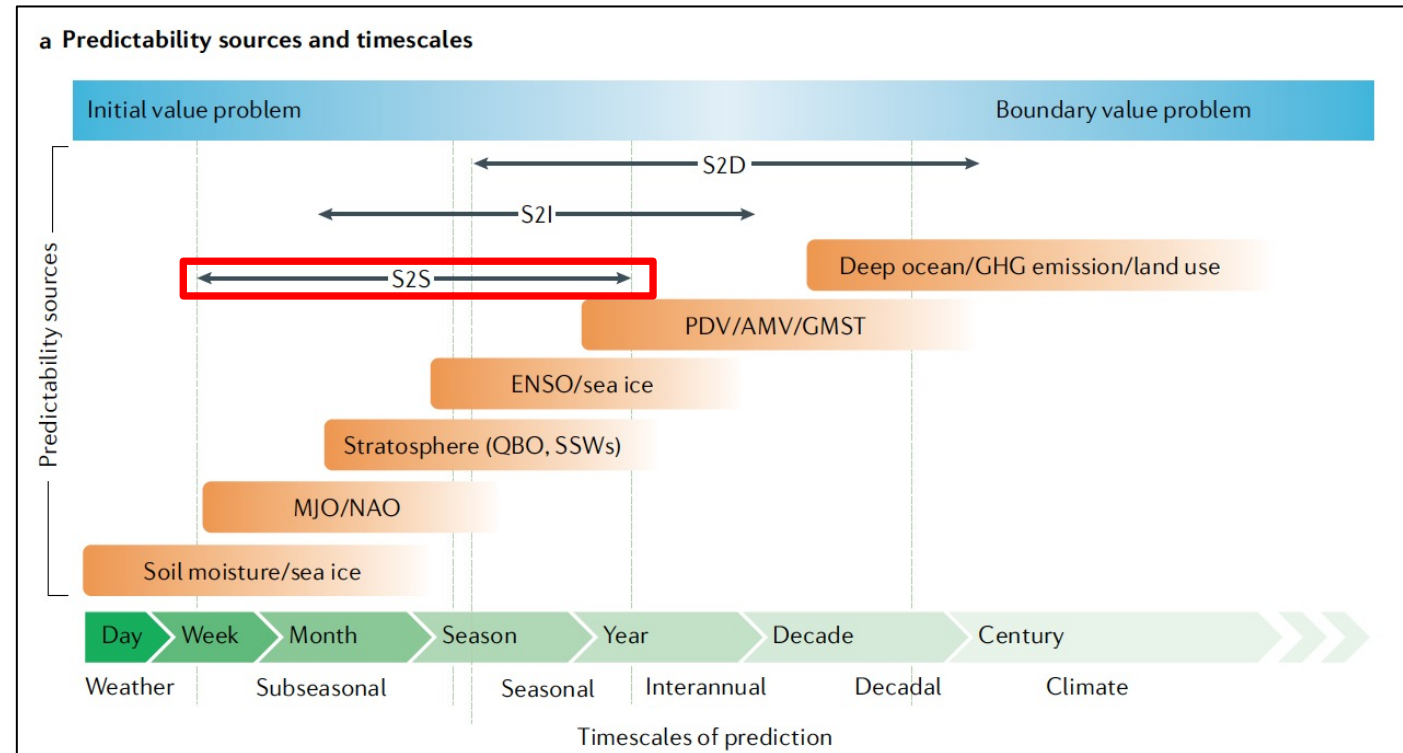 a Predictability sources and timescales
Initial value problem
Boundary value problem
S2D
S2I
S2S
Deep ocean/GHG emission/land use
PDV/AMV/GMST
ENSO/sea ice
Stratosphere (QBO, SSWs)
MJO/NAO
Soil moisture/sea ice
Predictability sources
Day Week Month Season Year Decade Century
Weather Subseasonal Seasonal Interannual Decadal Climate
Timescales of prediction